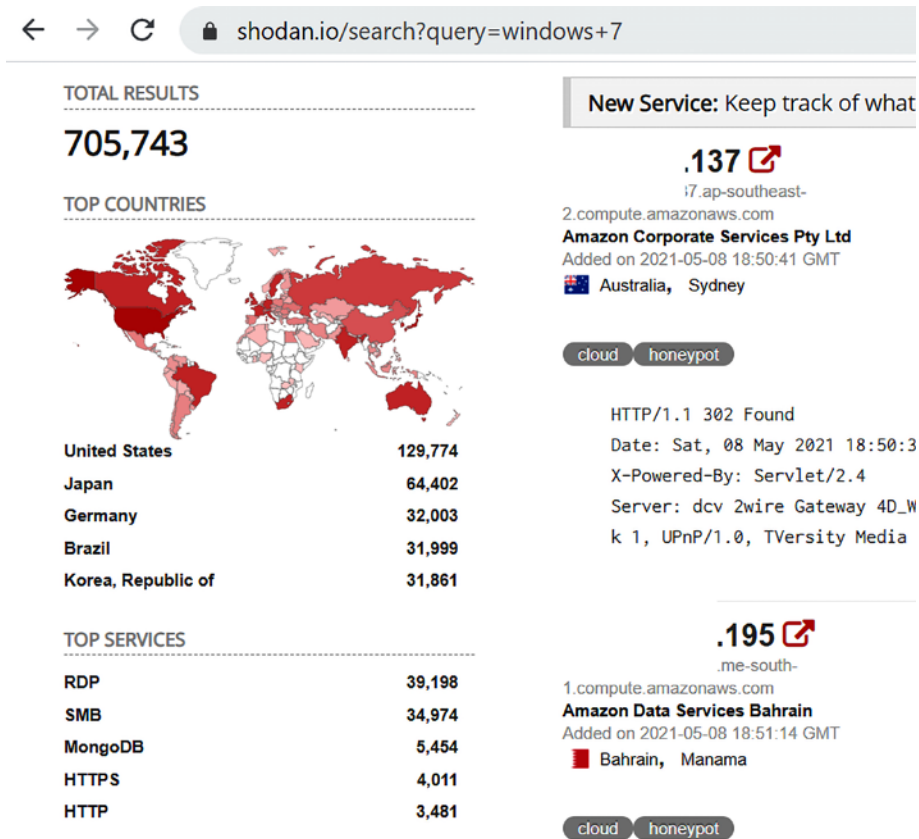 shodan.io/search?query=windows+7
TOTAL RESULTS
705,743
TOP COUNTRIES
United States 129,774
Japan 64,402
Germany 32,003
Brazil 31,999
Korea, Republic of 31,861
TOP SERVICES
RDP 39,198
SMB 34,974
MongoDB 5,454
HTTPS 4,011
HTTP 3,481
New Service: Keep track of what
.137
7.ap-southeast-
2.compute.amazonaws.com
Amazon Corporate Services Pty Ltd
Added on 2021-05-08 18:50:41 GMT
Australia, Sydney
cloud honeypot
HTTP/1.1 302 Found
Date: Sat, 08 May 2021 18:50:3
X-Powered-By: Servlet/2.4
Server: dcv 2wire Gateway 4D_W
k 1, UPnP/1.0, TVersity Media
.195
.me-south-
1.compute.amazonaws.com
Amazon Data Services Bahrain
Added on 2021-05-08 18:51:14 GMT
Bahrain, Manama
cloud honeypot